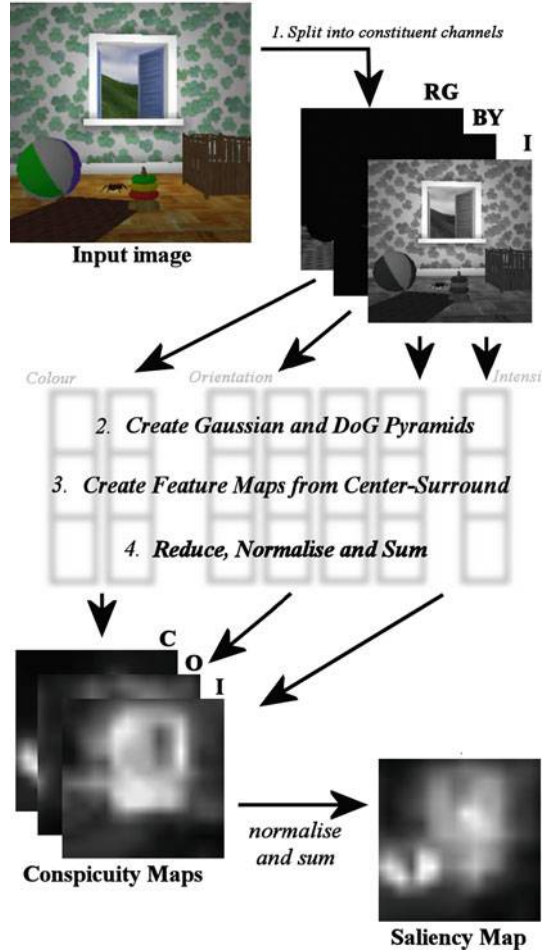 1. Split into constituent channels
RG
BY
I
Input image
Colour
Orientation
Intensi
2. Create Gaussian and DoG Pyramids
3. Create Feature Maps from Center-Surround
4. Reduce, Normalise and Sum
C
O
I
normalise
and sum
Conspicuity Maps
Saliency Map